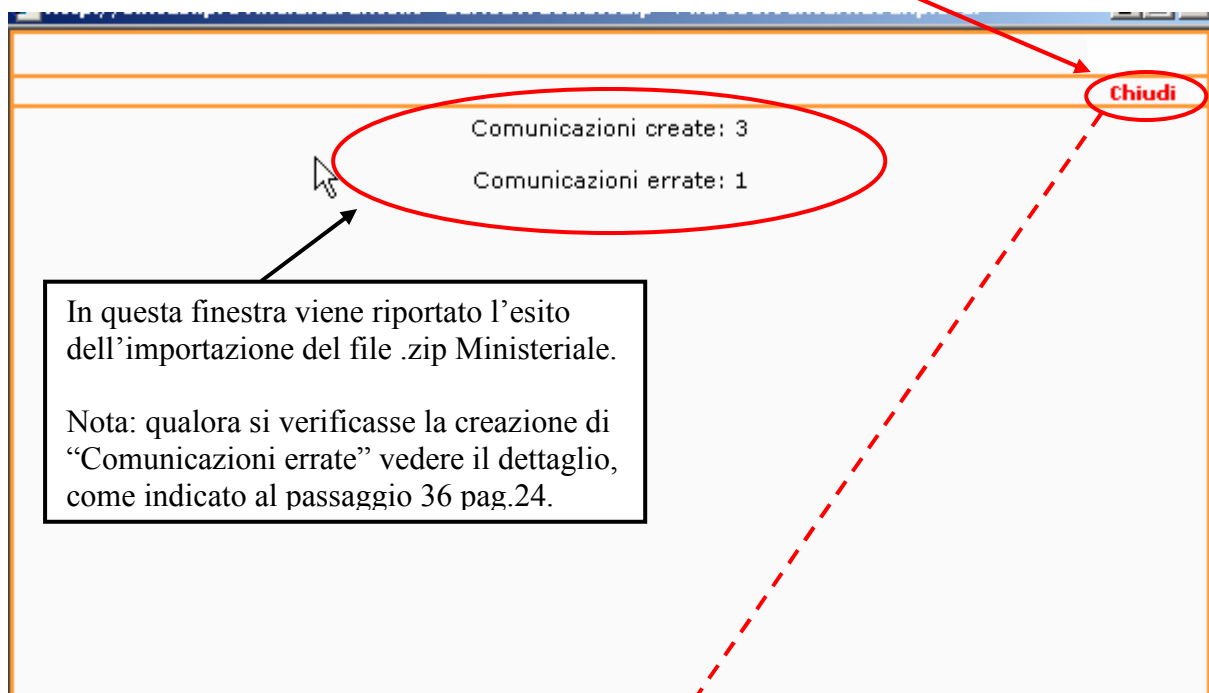 Chiudi
Comunicazioni create: 3
Comunicazioni errate: 1
In questa finestra viene riportato l’esito
dell’importazione del file .zip Ministeriale.
Nota: qualora si verificasse la creazione di
“Comunicazioni errate” vedere il dettaglio,
come indicato al passaggio 36 pag.24.